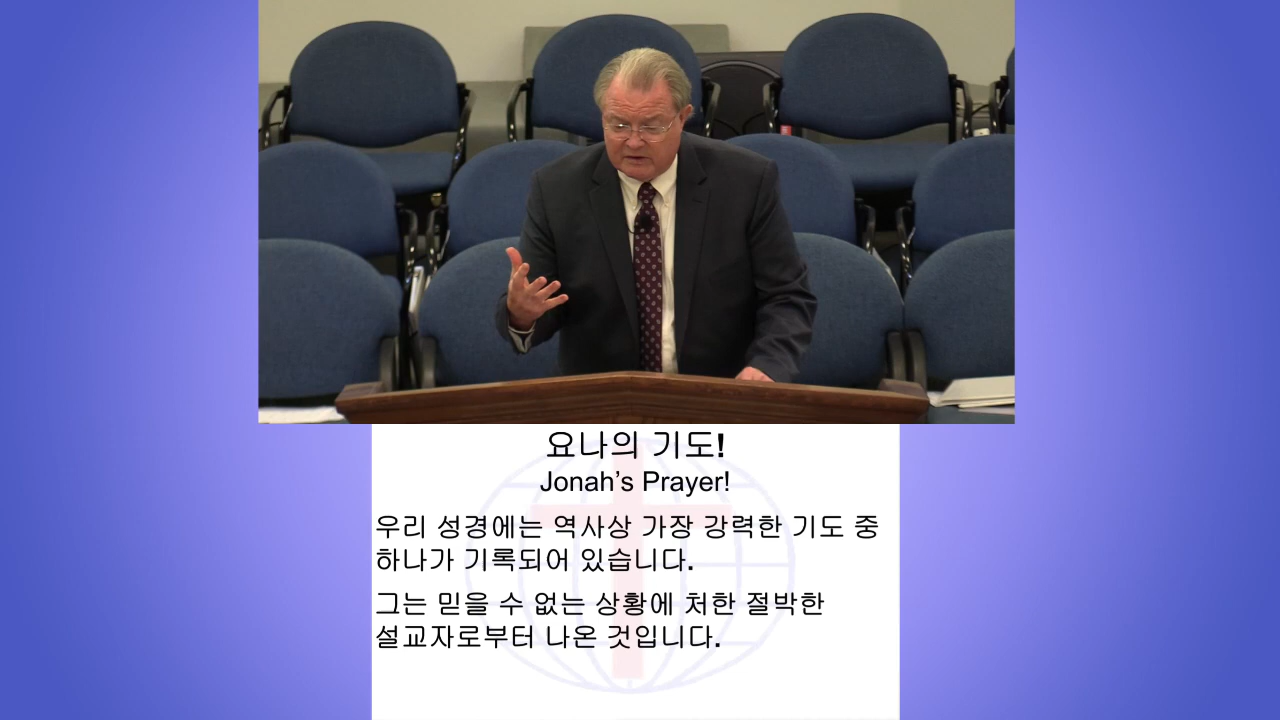 요나의 기도!
Jonah’s Prayer!
우리 성경에는 역사상 가장 강력한 기도 중
하나가 기록되어 있습니다.
그는 믿을 수 없는 상황에 처한 절박한
설교자로부터 나온 것입니다.